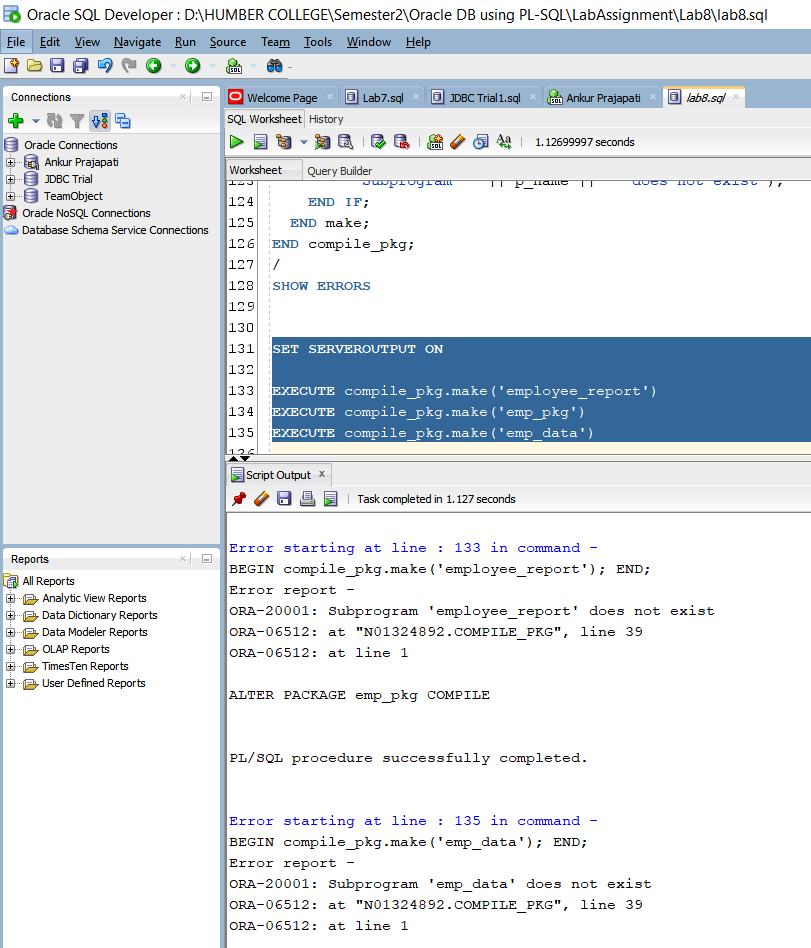 Oracle SQL Developer : D:\HUMBER COLLEGE\Semester2\Oracle DB using PL-SQL\LabAssignment\Lab8\lab8.sql
File Edit View Navigate Run Source Team Tools Window Help
Connections
Oracle Connections
Ankur Prajapati
JDBC Trial
TeamObject
Oracle NoSQL Connections
Database Schema Service Connections
Reports
All Reports
Analytic View Reports
Data Dictionary Reports
Data Modeler Reports
OLAP Reports
TimesTen Reports
User Defined Reports
Welcome Page Lab7.sql JDBC Trial1.sql Ankur Prajapati lab8.sql
SQL Worksheet History
1.12699997 seconds
Worksheet Query Builder
123 'Subprogram ''' || p_name || ''' does not exist');
124 END IF;
125 END make;
126 END compile_pkg;
127 /
128 SHOW ERRORS
129
130
131 SET SERVEROUTPUT ON
132
133 EXECUTE compile_pkg.make('employee_report')
134 EXECUTE compile_pkg.make('emp_pkg')
135 EXECUTE compile_pkg.make('emp_data')
136
Script Output
Task completed in 1.127 seconds
Error starting at line : 133 in command -
BEGIN compile_pkg.make('employee_report'); END;
Error report -
ORA-20001: Subprogram 'employee_report' does not exist
ORA-06512: at "N01324892.COMPILE_PKG", line 39
ORA-06512: at line 1
ALTER PACKAGE emp_pkg COMPILE
PL/SQL procedure successfully completed.
Error starting at line : 135 in command -
BEGIN compile_pkg.make('emp_data'); END;
Error report -
ORA-20001: Subprogram 'emp_data' does not exist
ORA-06512: at "N01324892.COMPILE_PKG", line 39
ORA-06512: at line 1